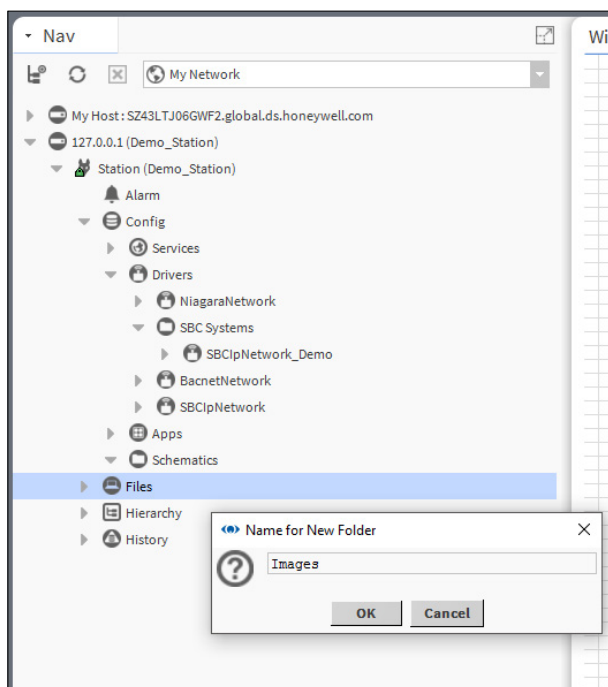 Nav
Wi
My Network
My Host : SZ43LTJ06GWF2.global.ds.honeywell.com
127.0.0.1 (Demo_Station)
Station (Demo_Station)
Alarm
Config
Services
Drivers
NiagaraNetwork
SBC Systems
SBCIpNetwork_Demo
BacnetNetwork
SBCIpNetwork
Apps
Schematics
Files
Hierarchy
History
Name for New Folder
Images
OK Cancel